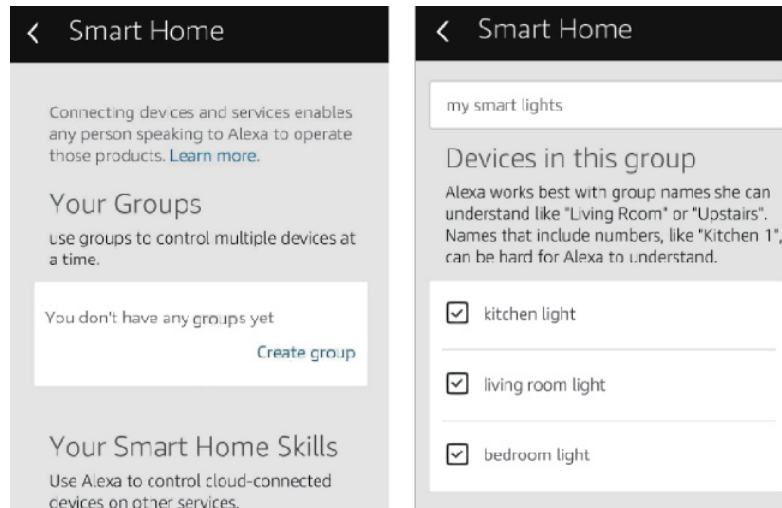 Smart Home
Connecting devices and services enables
any person speaking to Alexa to operate
those products. Learn more.
Your Groups
use groups to control multiple devices at
a time.
You don't have any groups yet
Create group
Your Smart Home Skills
Use Alexa to control cloud-connected
devices on other services.
Smart Home
my smart lights
Devices in this group
Alexa works best with group names she can
understand like "Living Room" or "Upstairs".
Names that include numbers, like "Kitchen 1",
can be hard for Alexa to understand.
kitchen light
living room light
bedroom light